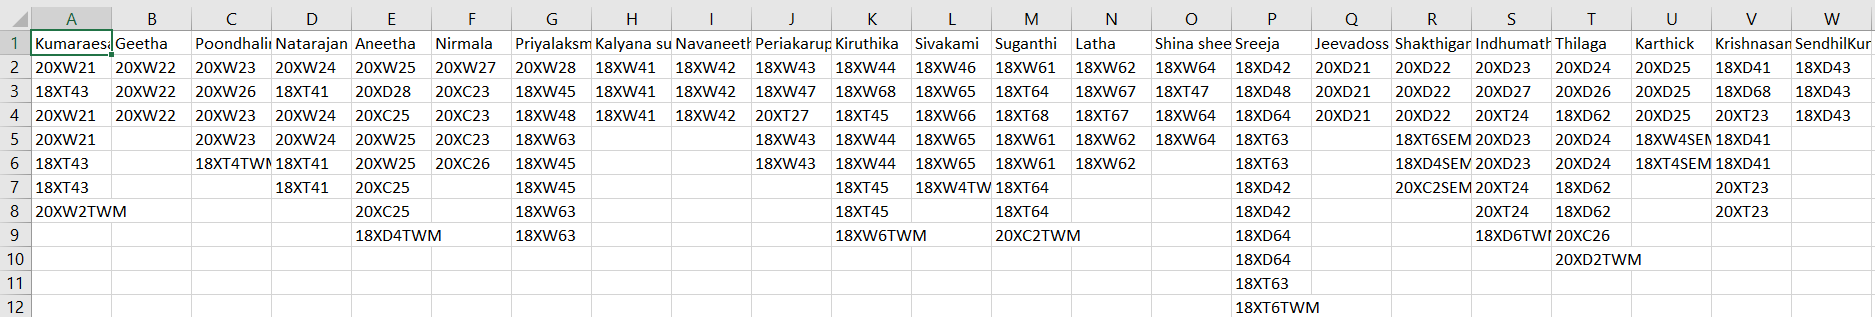 A B C D E F G H I J K L M N O P Q R S T U V W
1 Kumaraesa Geetha Poondhalir Natarajan Aneetha Nirmala Priyalaksm Kalyana su Navaneeth Periakarup Kiruthika Sivakami Suganthi Latha Shina shee Sreeja Jeevadoss Shakthigan Indhumath Thilaga Karthick Krishnasan SendhilKur
2 20XW21 20XW22 20XW23 20XW24 20XW25 20XW27 20XW28 18XW41 18XW42 18XW43 18XW44 18XW46 18XW61 18XW62 18XW64 18XD42 20XD21 20XD22 20XD23 20XD24 20XD25 18XD41 18XD43
3 18XT43 20XW22 20XW26 18XT41 20XD28 20XC23 18XW45 18XW41 18XW42 18XW47 18XW68 18XW65 18XT64 18XW67 18XT47 18XD48 20XD21 20XD22 20XD27 20XD26 20XD25 18XD68 18XD43
4 20XW21 20XW22 20XW23 20XW24 20XC25 20XC23 18XW48 18XW41 18XW42 20XT27 18XT45 18XW66 18XT68 18XT67 18XW64 18XD64 20XD21 20XD22 20XT24 18XD62 20XD25 20XT23 18XD43
5 20XW21 20XW23 20XW24 20XW25 20XC23 18XW63 18XW43 18XW44 18XW65 18XW61 18XW62 18XW64 18XT63 18XT6SEM 20XD23 20XD24 18XW4SEM 18XD41
6 18XT43 18XT4TWM 18XT41 20XW25 20XC26 18XW45 18XW43 18XW44 18XW65 18XW61 18XW62 18XT63 18XD4SEM 20XD23 20XD24 18XT4SEM 18XD41
7 18XT43 18XT41 20XC25 18XW45 18XT45 18XW4TW 18XT64 18XD42 20XC2SEM 20XT24 18XD62 20XT23
8 20XW2TWM 20XC25 18XW63 18XT45 18XT64 18XD42 20XT24 18XD62 20XT23
9 18XD4TWM 18XW63 18XW6TWM 20XC2TWM 18XD64 18XD6TWM 20XC26
10 18XD64 20XD2TWM
11 18XT63
12 18XT6TWM